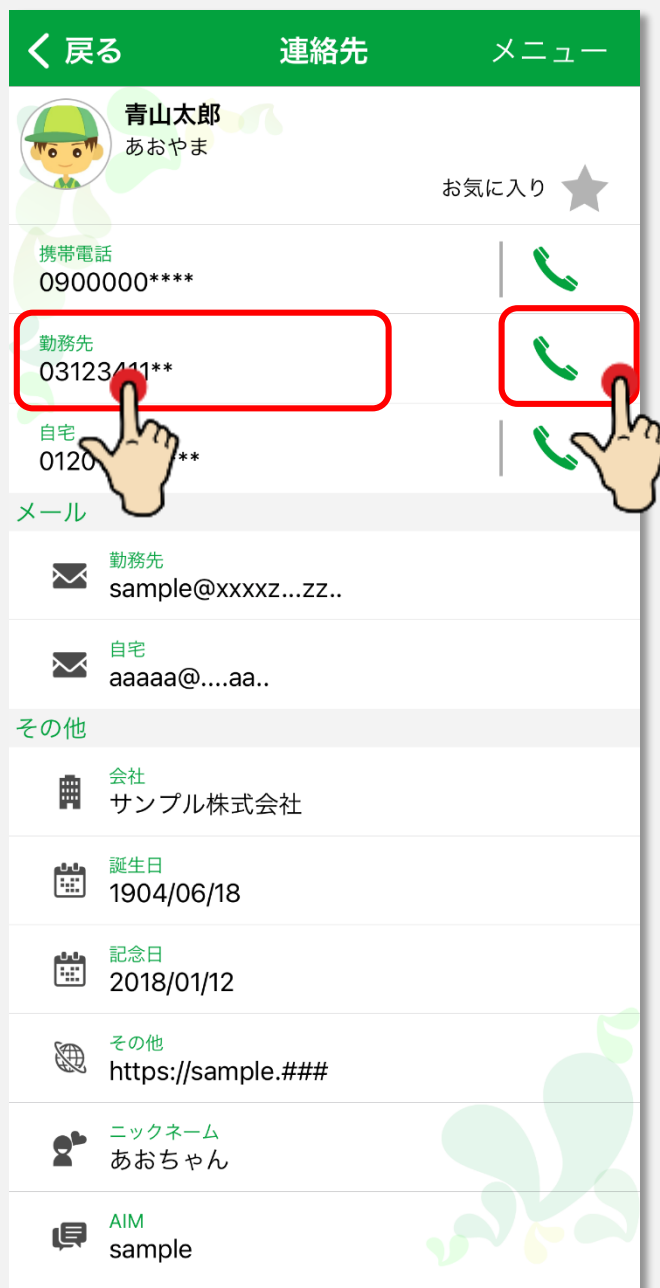 戻る 連絡先 メニュー
青山太郎
あおやま
お気に入り
携帯電話
0900000****
勤務先
03123411**
自宅
0120
**
メール
勤務先
sample@xxxxz...zz..
自宅
aaaaa@....aa..
その他
会社
サンプル株式会社
誕生日
1904/06/18
記念日
2018/01/12
その他
https://sample.###
ニックネーム
あおちゃん
AIM
sample